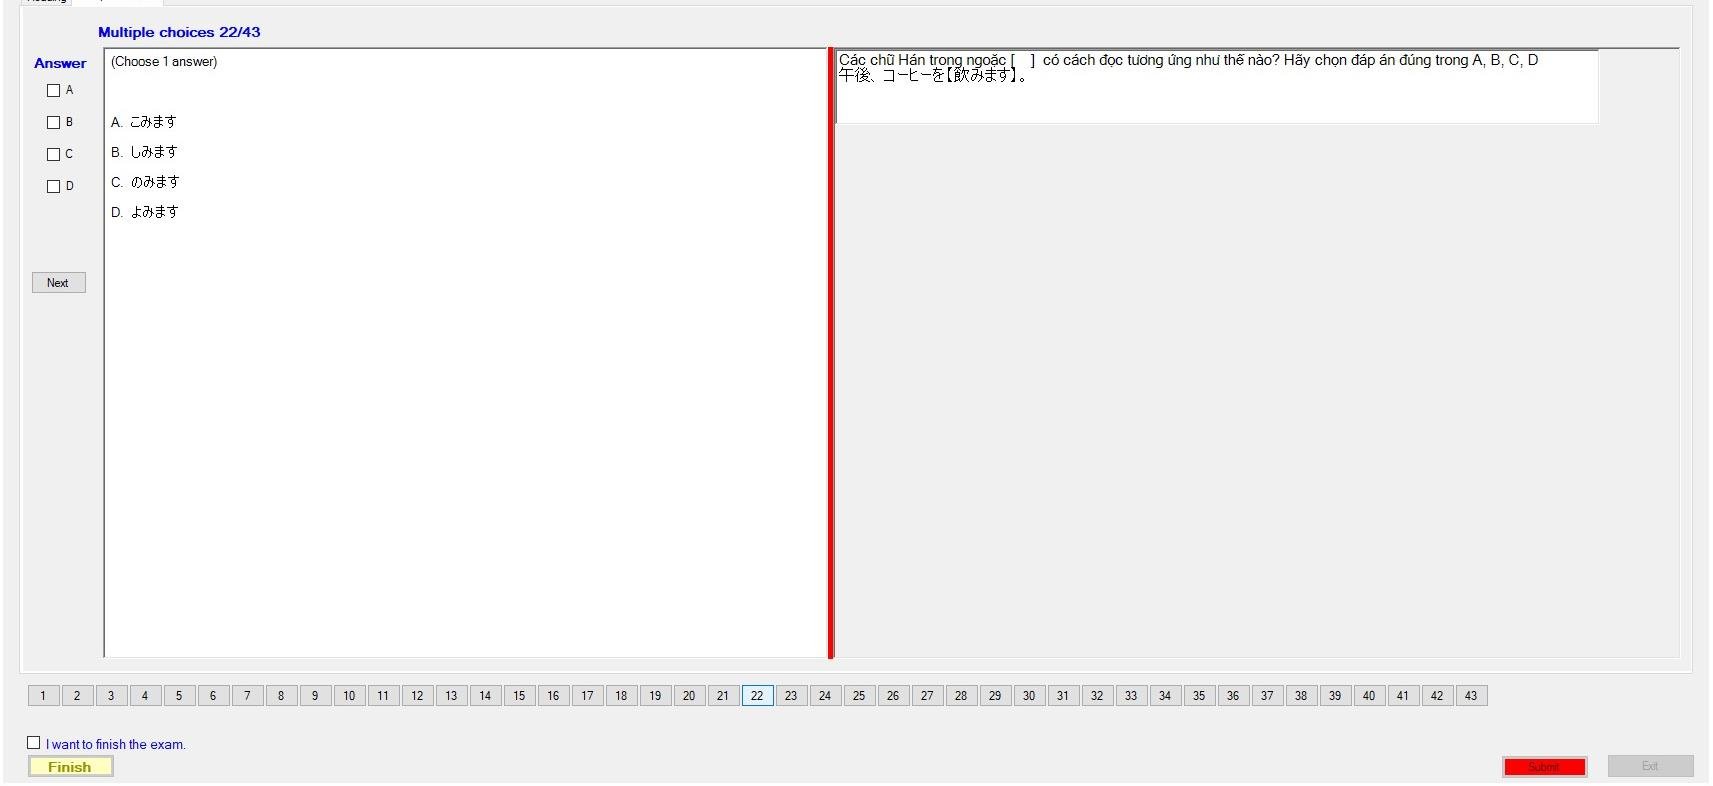 Multiple choices 22/43
Answer
(Choose 1 answer)
A
B
C
D
A. こみます
B. しみます
C. のみます
D. よみます
Next
Các chữ Hán trong ngoặc [ ] có cách đọc tương ứng như thế nào? Hãy chọn đáp án đúng trong A, B, C, D
午後、コーヒーを【飲みます】。
1 2 3 4 5 6 7 8 9 10 11 12 13 14 15 16 17 18 19 20 21 22 23 24 25 26 27 28 29 30 31 32 33 34 35 36 37 38 39 40 41 42 43
I want to finish the exam.
Finish
Submit
Exit